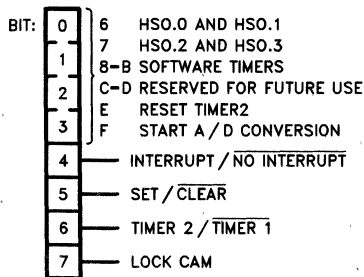 BIT: 0 6 HSO.0 AND HSO.1
7 HSO.2 AND HSO.3
1 8-B SOFTWARE TIMERS
2 C-D RESERVED FOR FUTURE USE
E RESET TIMER2
3 F START A/D CONVERSION
4 INTERRUPT/NO INTERRUPT
5 SET/CLEAR
6 TIMER 2/TIMER 1
7 LOCK CAM